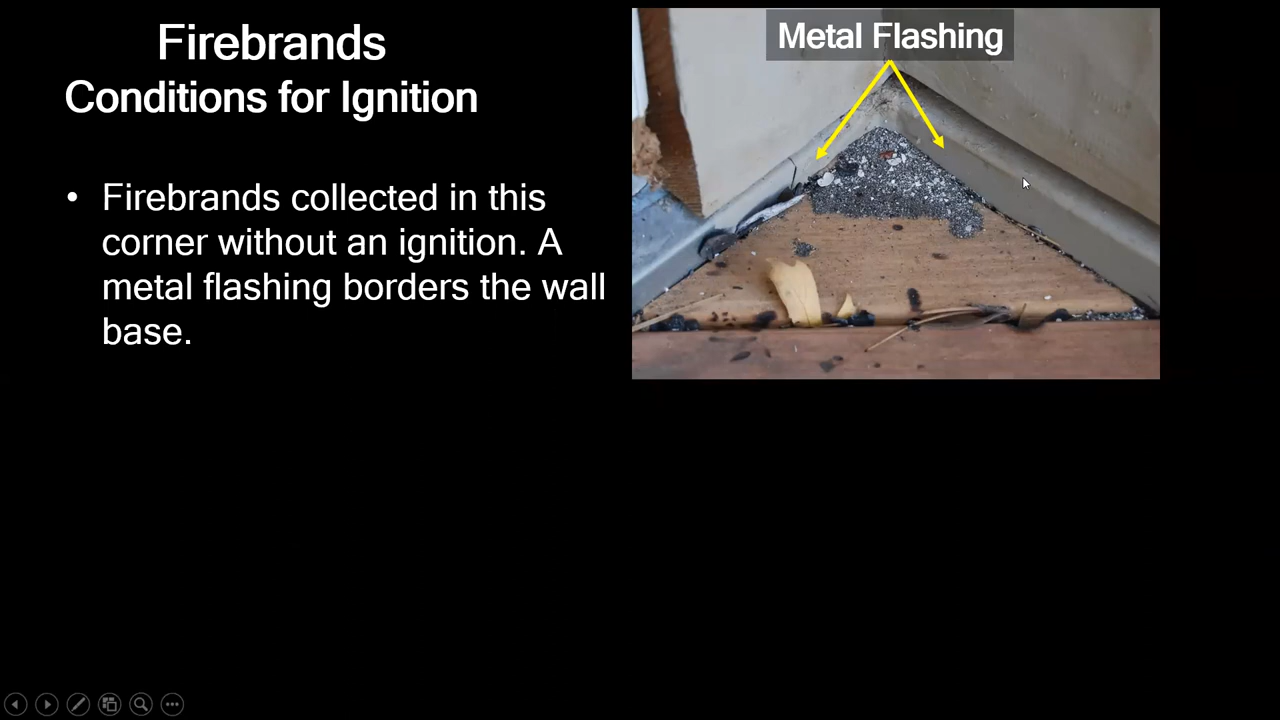 Firebrands
Conditions for Ignition
• Firebrands collected in this
corner without an ignition. A
metal flashing borders the wall
base.
Metal Flashing